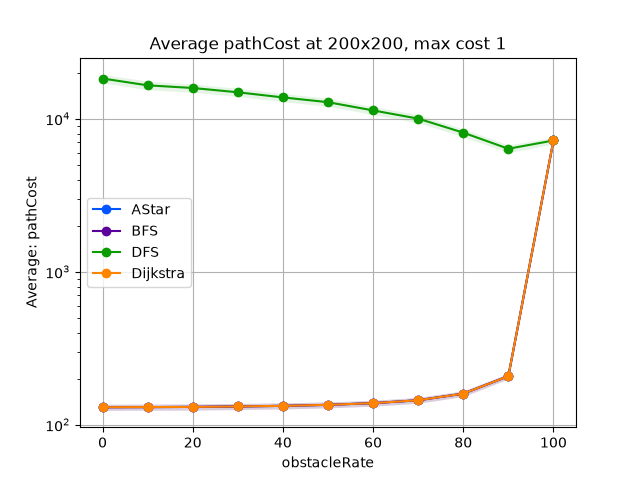 Average pathCost at 200x200, max cost 1
Average: pathCost
10^4
10^3
10^2
AStar
BFS
DFS
Dijkstra
0 20 40 60 80 100
obstacleRate